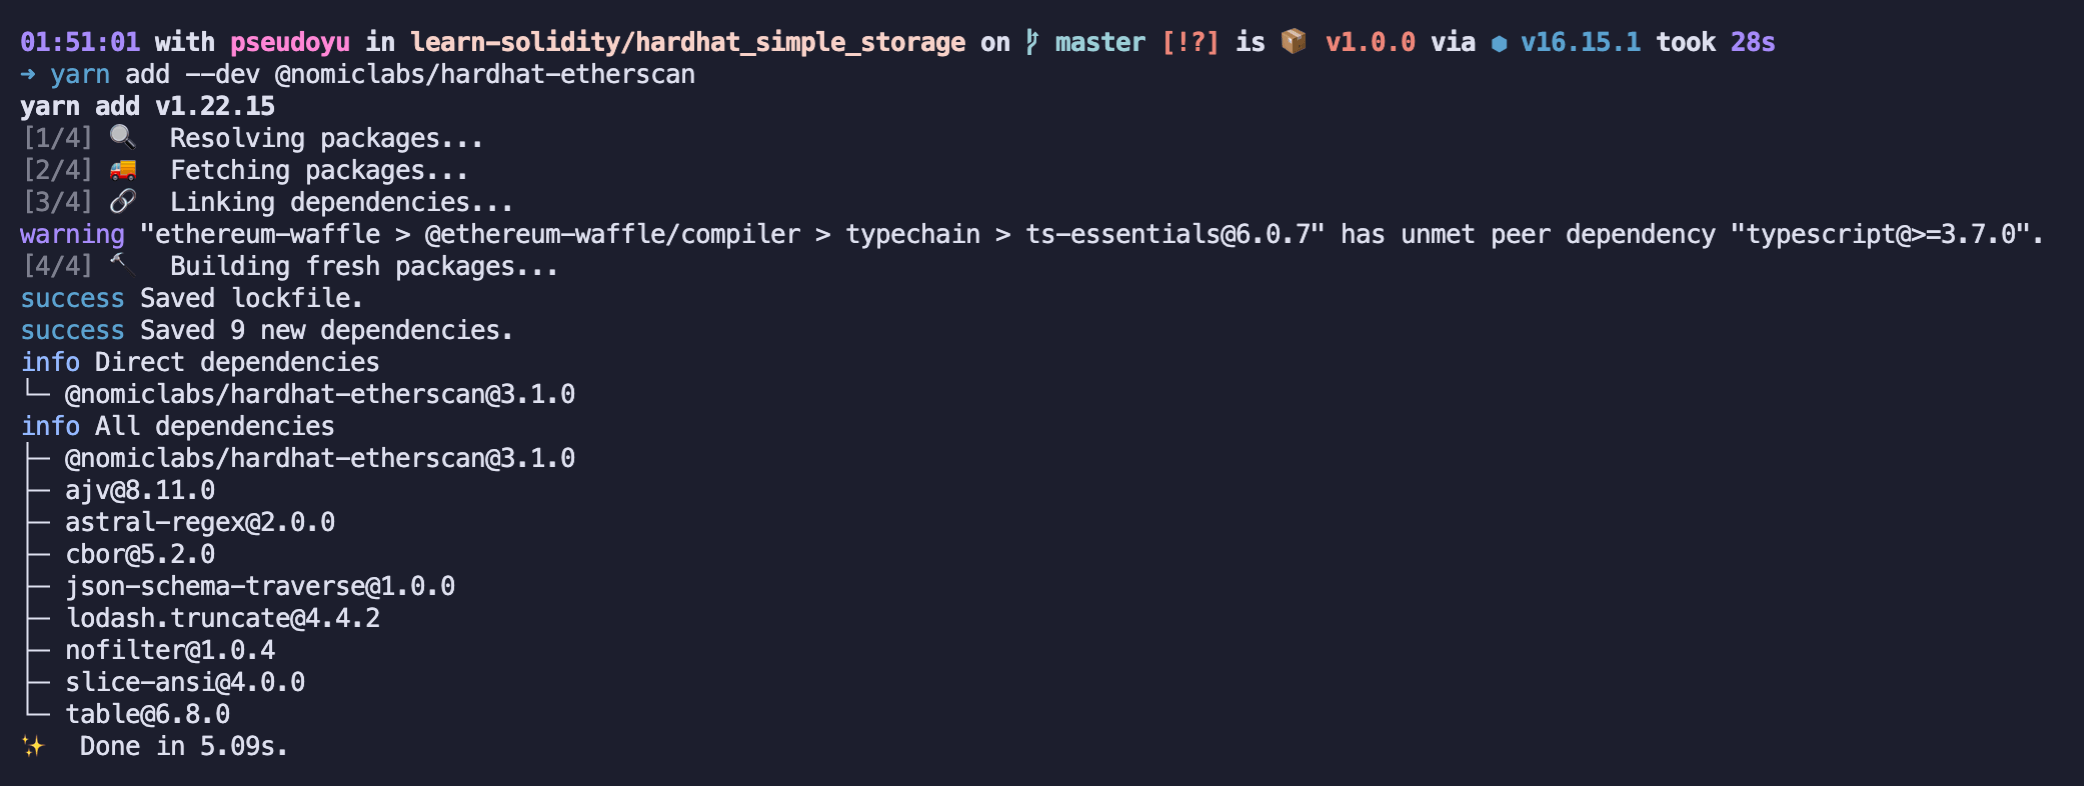 01:51:01 with pseudoyu in learn-solidity/hardhat_simple_storage on master [!?] is 📦 v1.0.0 via ⬢ v16.15.1 took 28s
➜ yarn add --dev @nomiclabs/hardhat-etherscan
yarn add v1.22.15
[1/4] 🔍 Resolving packages...
[2/4] 🚚 Fetching packages...
[3/4] 🔗 Linking dependencies...
warning "ethereum-waffle > @ethereum-waffle/compiler > typechain > ts-essentials@6.0.7" has unmet peer dependency "typescript@>=3.7.0".
[4/4] 🔨 Building fresh packages...
success Saved lockfile.
success Saved 9 new dependencies.
info Direct dependencies
└─ @nomiclabs/hardhat-etherscan@3.1.0
info All dependencies
├─ @nomiclabs/hardhat-etherscan@3.1.0
├─ ajv@8.11.0
├─ astral-regex@2.0.0
├─ cbor@5.2.0
├─ json-schema-traverse@1.0.0
├─ lodash.truncate@4.4.2
├─ nofilter@1.0.4
├─ slice-ansi@4.0.0
└─ table@6.8.0
✨ Done in 5.09s.